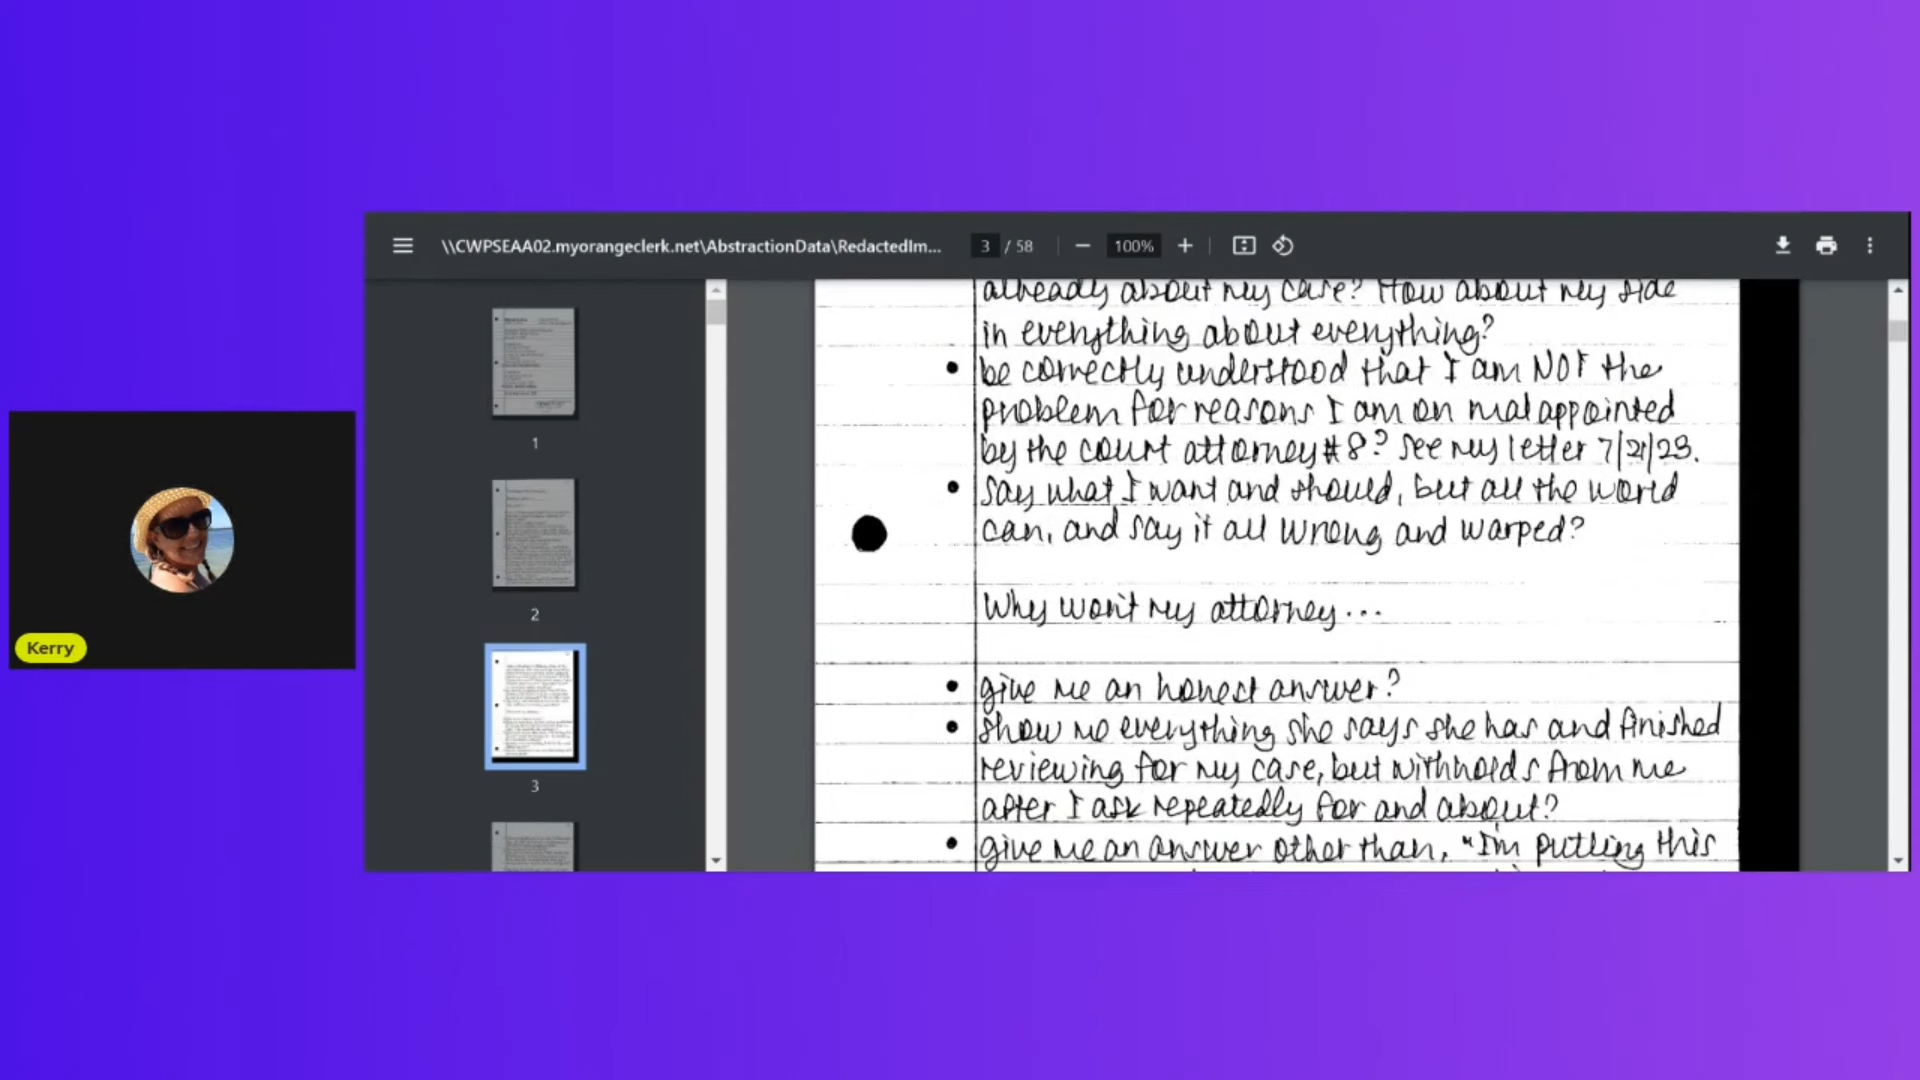 \\CWPSEAA02.myorangeclerk.net\AbstractionData\RedactedIm...
3 / 58
100%
1
2
3
Kerry
already about my case? How about my side
in everything about everything?
• be correctly understood that I am NOT the
problem for reasons I am on mal appointed
by the court attorney #8? See my letter 7/21/23.
• say what I want and should, but all the world
can, and say it all wrong and warped?
Why won't my attorney...
• give me an honest answer?
• show me everything she says she has and finished
reviewing for my case, but withholds from me
after I ask repeatedly for and about?
• give me an answer other than, "I'm putting this